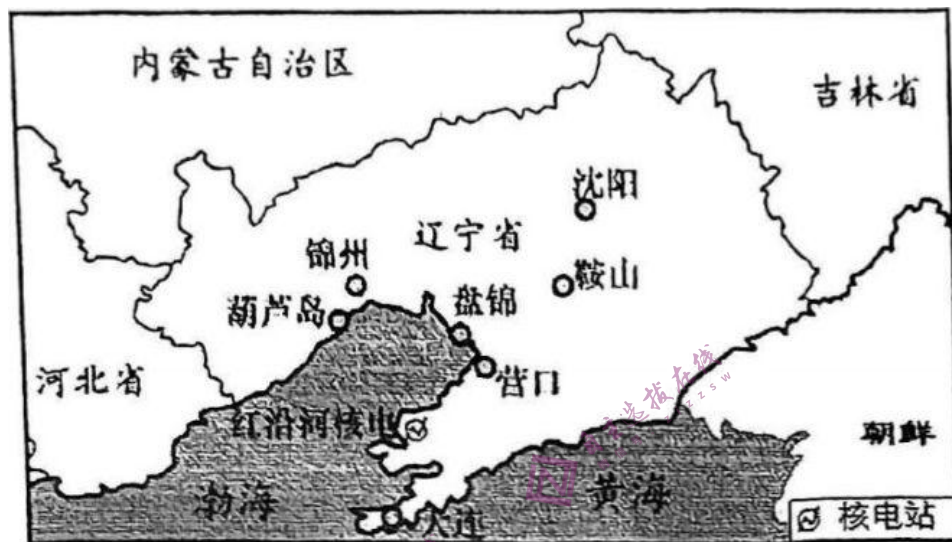 内蒙古自治区
吉林省
沈阳
辽宁省
锦州
鞍山
盘锦
葫芦岛
河北省
营口
红沿河核电
朝鲜
渤海
黄海
大连
核电站